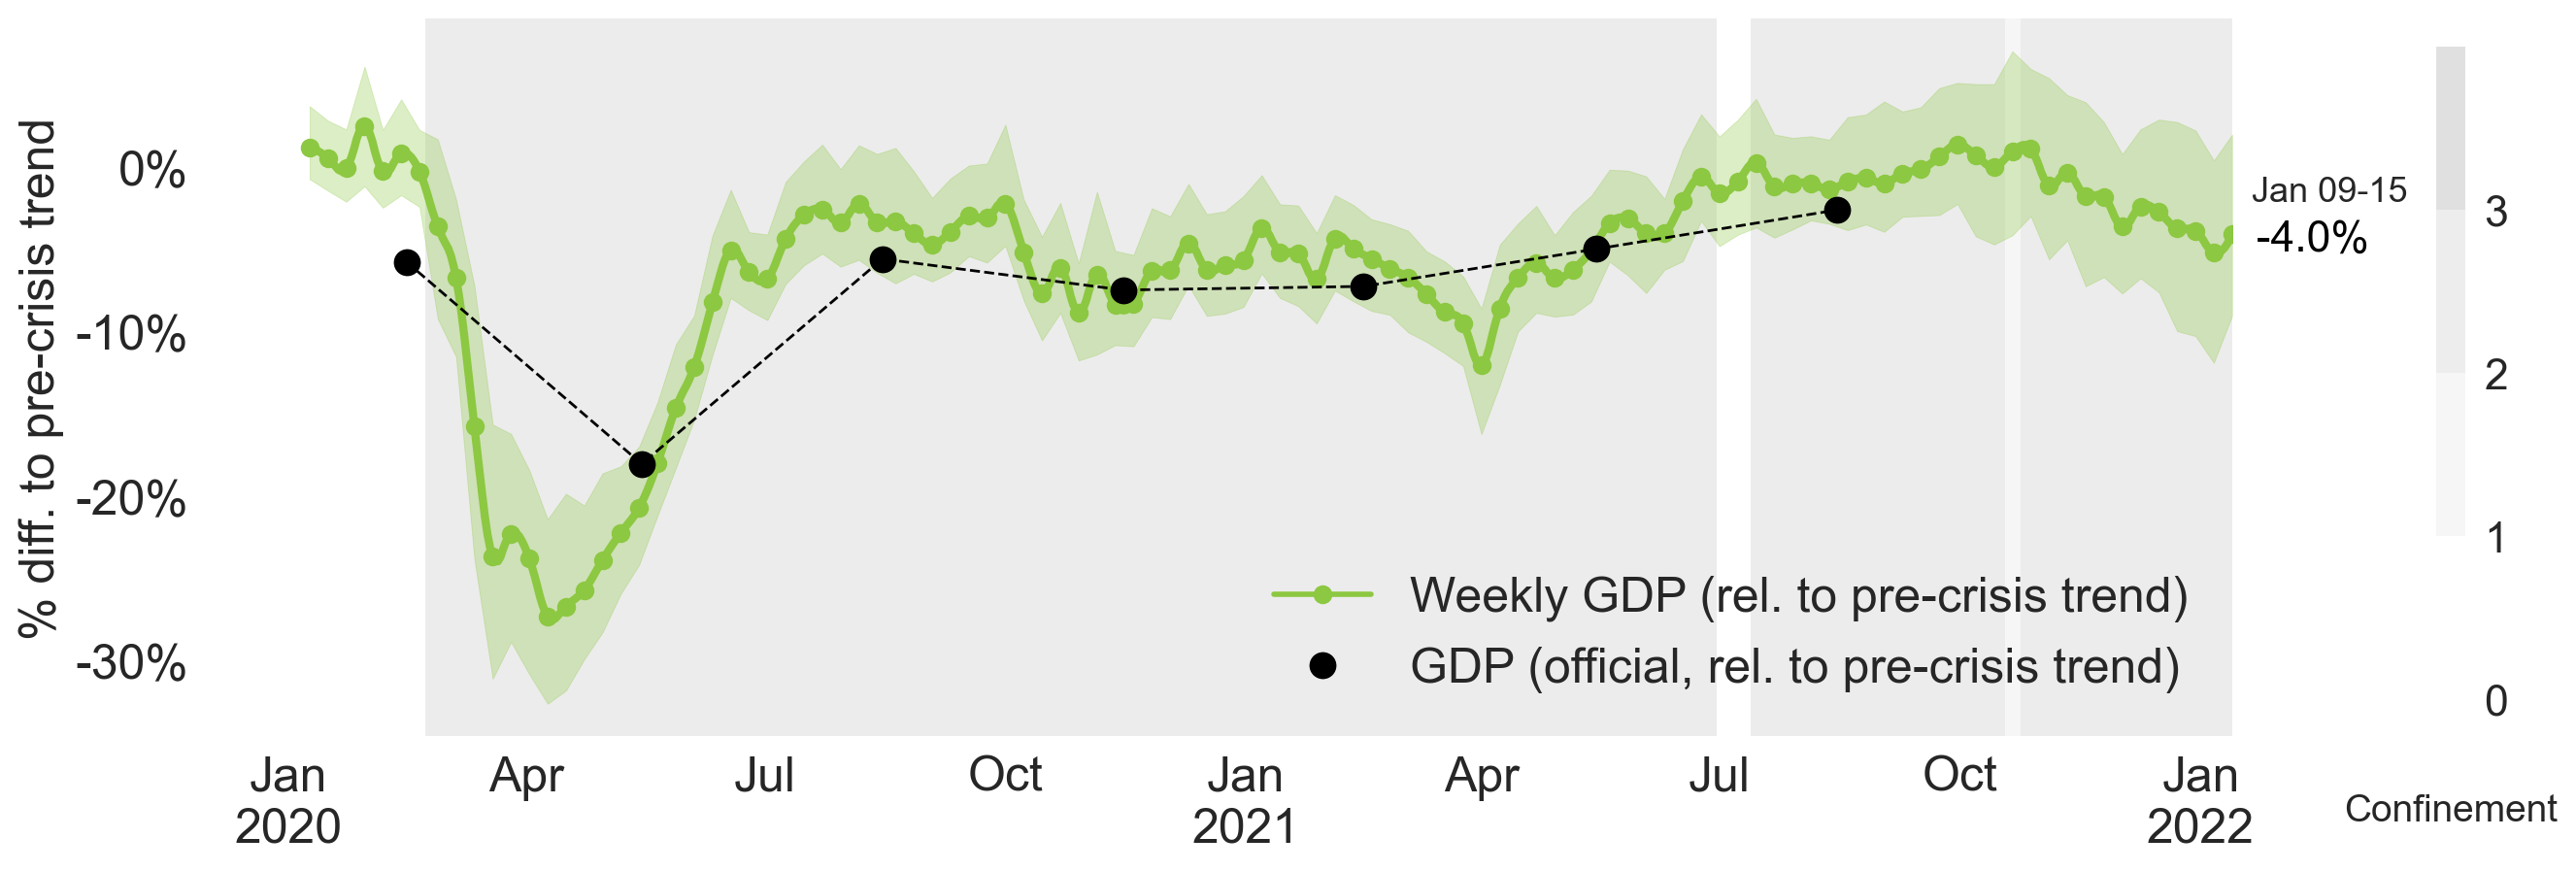 % diff. to pre-crisis trend
0%
-10%
-20%
-30%
Jan 09-15
-4.0%
3
2
1
0
Weekly GDP (rel. to pre-crisis trend)
GDP (official, rel. to pre-crisis trend)
Jan Apr Jul Oct Jan Apr Jul Oct Jan
2020 2021 2022
Confinement